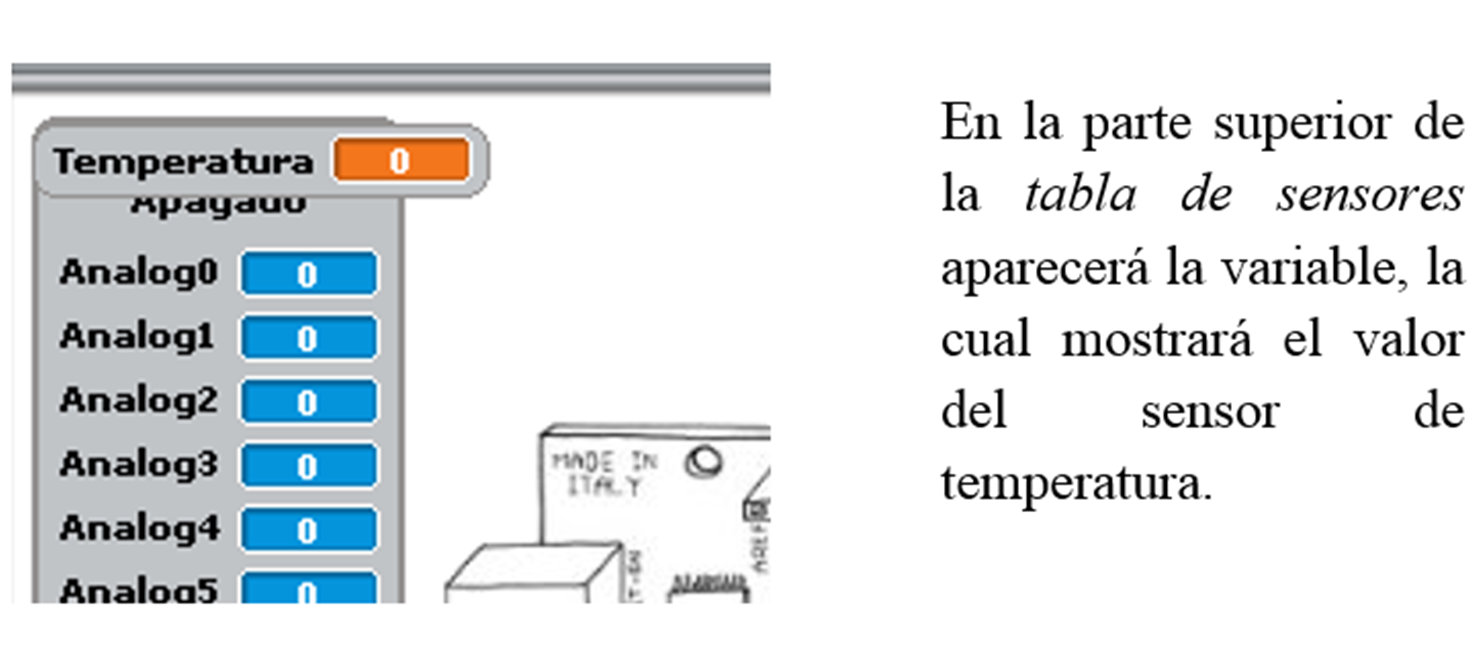 Temperatura 0
Apagado
Analog0 0
Analog1 0
Analog2 0
Analog3 0
Analog4 0
Analog5 0
MADE IN
ITALY
AREF
En la parte superior de
la tabla de sensores
aparecerá la variable, la
cual mostrará el valor
del sensor de
temperatura.